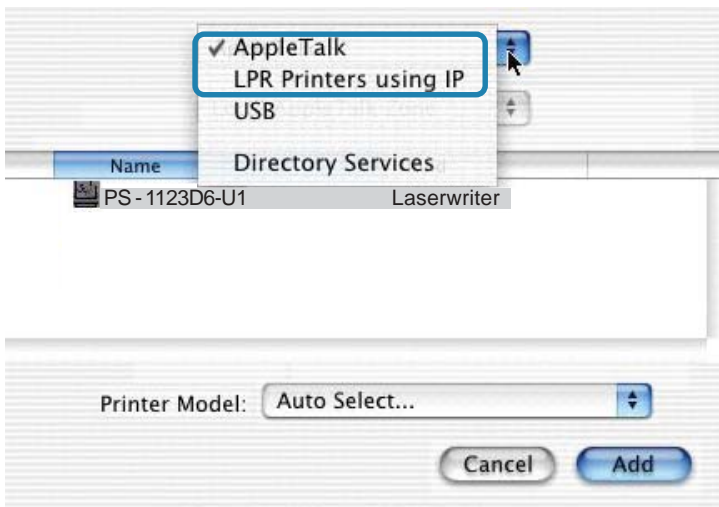 ✓ AppleTalk
LPR Printers using IP
USB
Directory Services
Name
PS - 1123D6-U1 Laserwriter
Printer Model: Auto Select...
Cancel Add